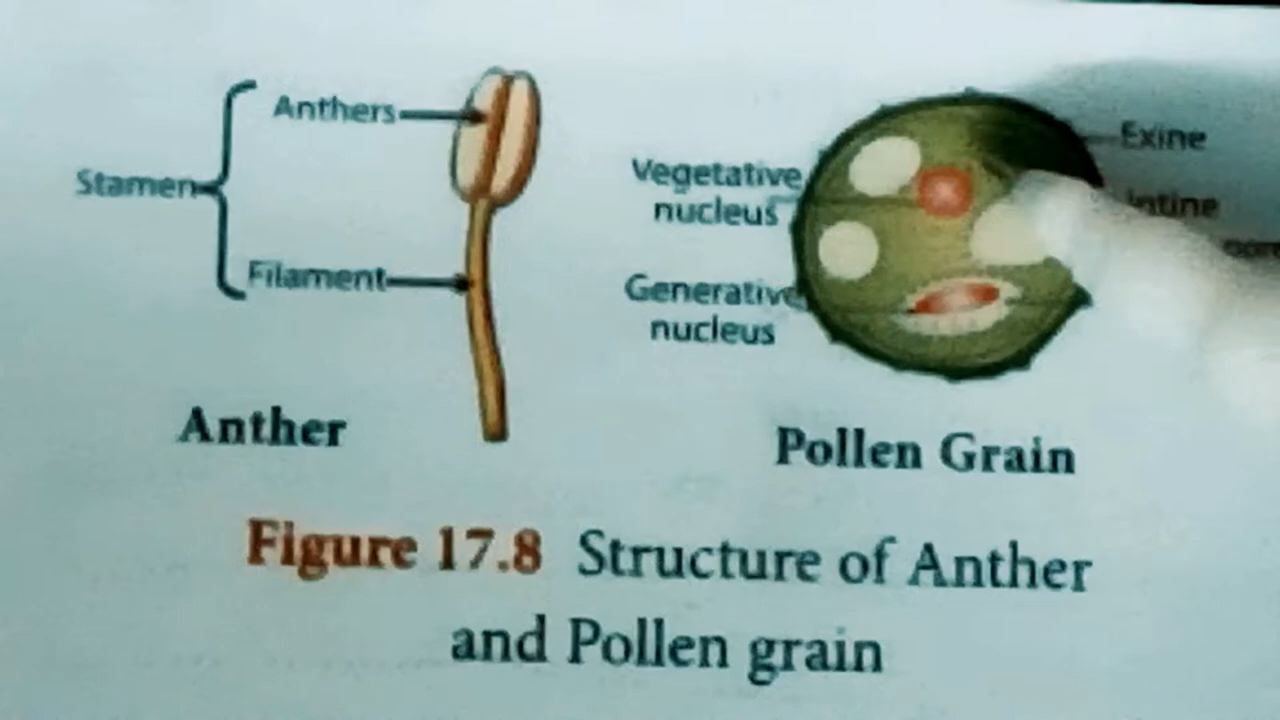 Anthers
Stamen
Filament
Anther
Vegetative
nucleus
Generative
nucleus
Exine
Intine
Pollen Grain
Figure 17.8 Structure of Anther
and Pollen grain